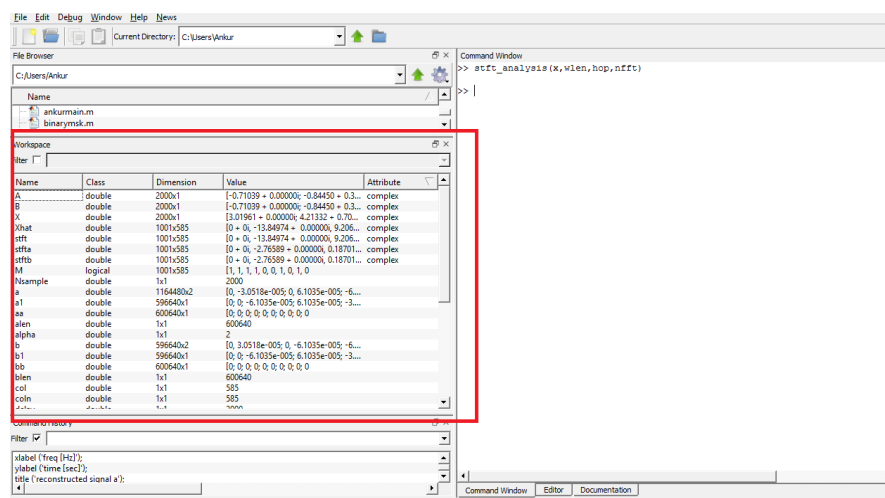 File Edit Debug Window Help News
Current Directory: C:\Users\Ankur
File Browser
C:/Users/Ankur
Name
ankurmain.m
binarymsk.m
Workspace
Filter
Name Class Dimension Value Attribute
A double 2000x1 [-0.71039 + 0.00000i; -0.84450 + 0.3... complex
B double 2000x1 [-0.71039 + 0.00000i; -0.84450 + 0.3... complex
X double 2000x1 [3.01961 + 0.00000i; 4.21332 + 0.70... complex
Xhat double 1001x585 [0 + 0i, -13.84974 + 0.00000i, 9.206... complex
stft double 1001x585 [0 + 0i, -13.84974 + 0.00000i, 9.206... complex
stfta double 1001x585 [0 + 0i, -2.76589 + 0.00000i, 0.18701... complex
stftb double 1001x585 [0 + 0i, -2.76589 + 0.00000i, 0.18701... complex
M logical 1001x585 [1, 1, 1, 1, 0, 0, 1, 0, 1, 0
Nsample double 1x1 2000
a double 1164480x2 [0, -3.0518e-005; 0, 6.1035e-005; -6....
a1 double 596640x1 [0; 0; -6.1035e-005; 6.1035e-005; -3....
aa double 600640x1 [0; 0; 0; 0; 0; 0; 0; 0; 0; 0
alen double 1x1 600640
alpha double 1x1 2
b double 596640x2 [0, 3.0518e-005; 0, -6.1035e-005; -6....
b1 double 596640x1 [0; 0; -6.1035e-005; 6.1035e-005; -3....
bb double 600640x1 [0; 0; 0; 0; 0; 0; 0; 0; 0; 0
blen double 1x1 600640
col double 1x1 585
coln double 1x1 585
delay double 1x1 2000
Command History
Filter
xlabel ('freq [Hz]');
ylabel ('time [sec]');
title ('reconstructed signal a');
Command Window
>> stft_analysis(x,wlen,hop,nfft)
>>
Command Window Editor Documentation